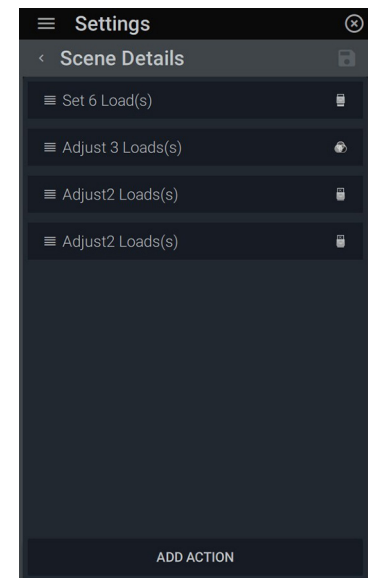 Settings
Scene Details
Set 6 Load(s)
Adjust 3 Loads(s)
Adjust2 Loads(s)
Adjust2 Loads(s)
ADD ACTION